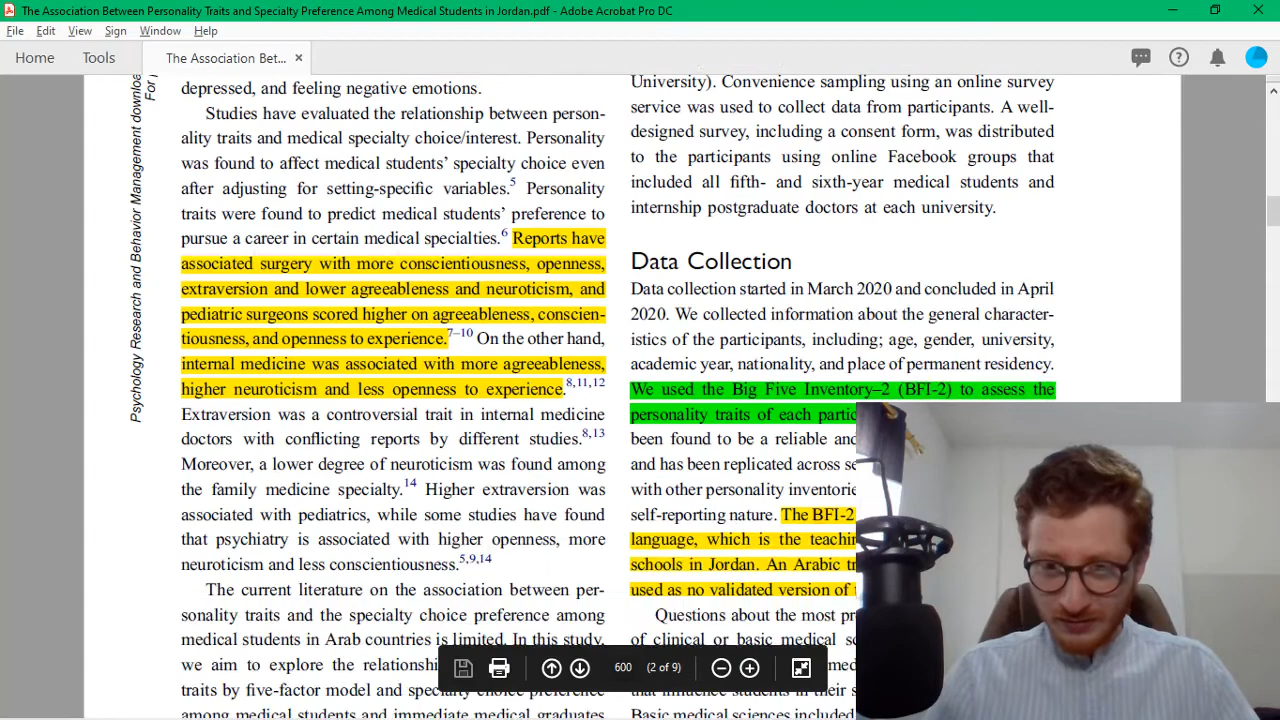 The Association Between Personality Traits and Specialty Preference Among Medical Students in Jordan.pdf - Adobe Acrobat Pro DC
File Edit View Sign Window Help
Home Tools The Association Bet... ×
Psychology Research and Behavior Management downloa
For p
depressed, and feeling negative emotions.
Studies have evaluated the relationship between person-
ality traits and medical specialty choice/interest. Personality
was found to affect medical students' specialty choice even
after adjusting for setting-specific variables.5 Personality
traits were found to predict medical students' preference to
pursue a career in certain medical specialties.6 Reports have
associated surgery with more conscientiousness, openness,
extraversion and lower agreeableness and neuroticism, and
pediatric surgeons scored higher on agreeableness, conscien-
tiousness, and openness to experience.7–10 On the other hand,
internal medicine was associated with more agreeableness,
higher neuroticism and less openness to experience.8,11,12
Extraversion was a controversial trait in internal medicine
doctors with conflicting reports by different studies.8,13
Moreover, a lower degree of neuroticism was found among
the family medicine specialty.14 Higher extraversion was
associated with pediatrics, while some studies have found
that psychiatry is associated with higher openness, more
neuroticism and less conscientiousness.5,9,14
The current literature on the association between per-
sonality traits and the specialty choice preference among
medical students in Arab countries is limited. In this study,
we aim to explore the relationship
traits by five-factor model and specialty choice preference
among medical students and immediate medical graduates
University). Convenience sampling using an online survey
service was used to collect data from participants. A well-
designed survey, including a consent form, was distributed
to the participants using online Facebook groups that
included all fifth- and sixth-year medical students and
internship postgraduate doctors at each university.
Data Collection
Data collection started in March 2020 and concluded in April
2020. We collected information about the general character-
istics of the participants, including; age, gender, university,
academic year, nationality, and place of permanent residency.
We used the Big Five Inventory–2 (BFI-2) to assess the
personality traits of each partic
been found to be a reliable and
and has been replicated across se
with other personality inventories
self-reporting nature. The BFI-2
language, which is the teachin
schools in Jordan. An Arabic tr
used as no validated version of
Questions about the most pr
of clinical or basic medical sc
med
that influence students in their s
Basic medical sciences included
600 (2 of 9)